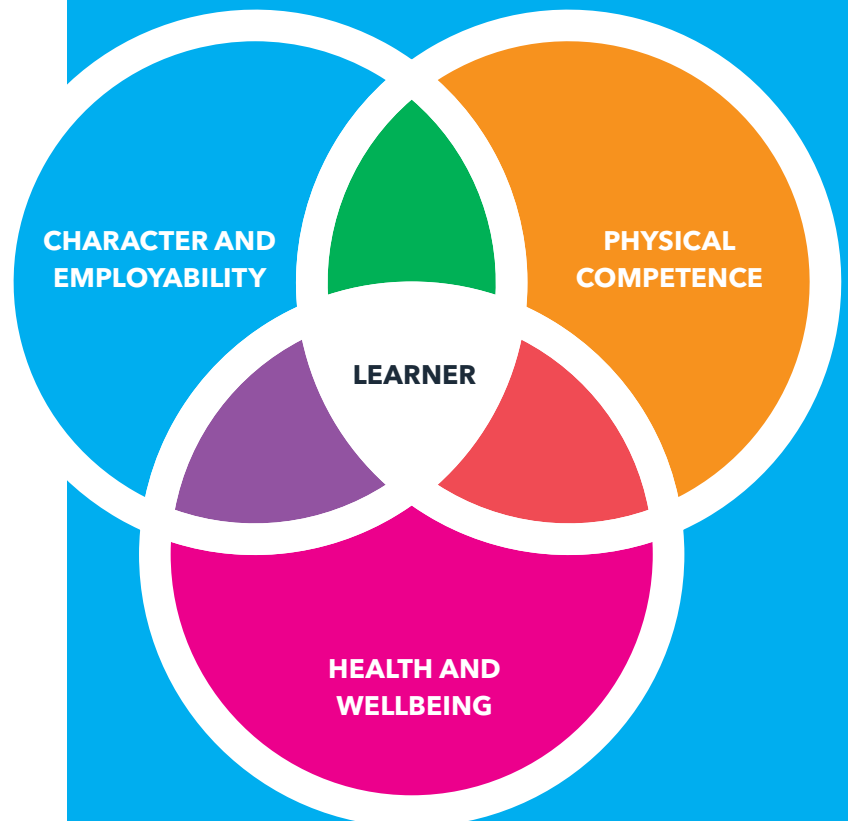 CHARACTER AND
EMPLOYABILITY
PHYSICAL
COMPETENCE
LEARNER
HEALTH AND
WELLBEING